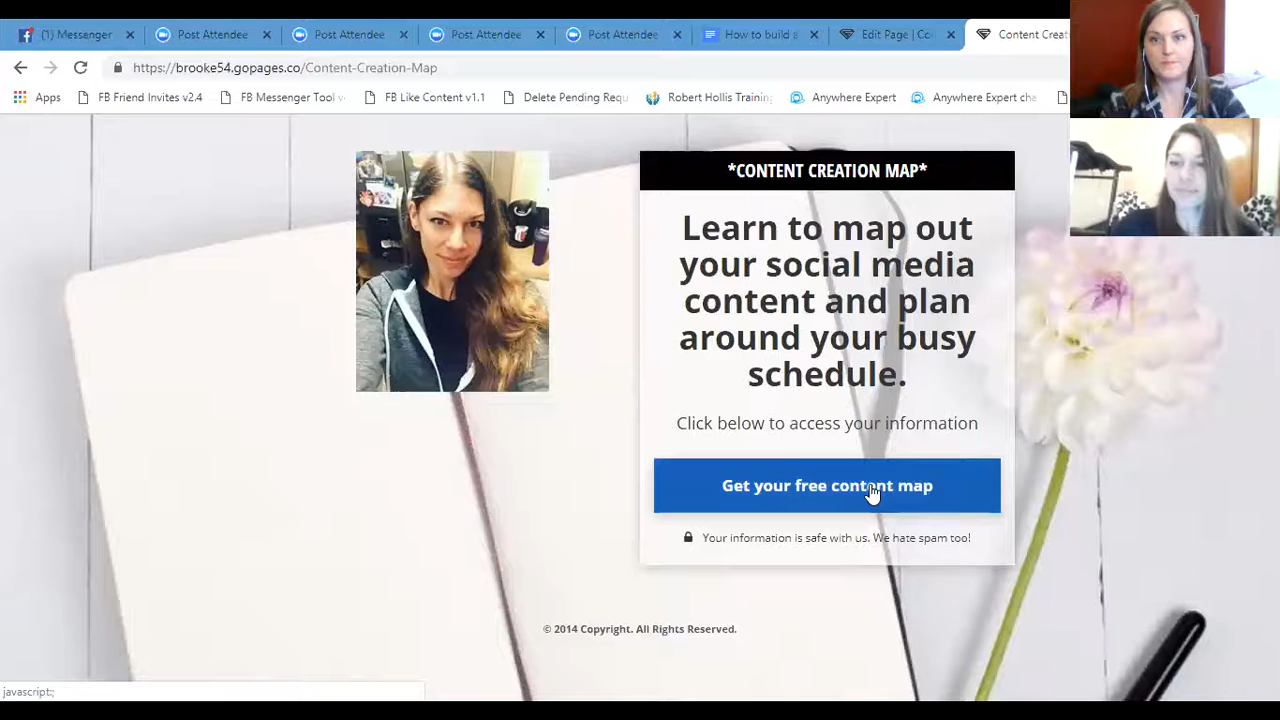 (1) Messenger
Post Attendee
Post Attendee
Post Attendee
Post Attendee
How to build a
Edit Page | Co
Content Creat
https://brooke54.gopages.co/Content-Creation-Map
Apps
FB Friend Invites v2.4
FB Messenger Tool v
FB Like Content v1.1
Delete Pending Requ
Robert Hollis Training
Anywhere Expert
Anywhere Expert cha
*CONTENT CREATION MAP*
Learn to map out
your social media
content and plan
around your busy
schedule.
Click below to access your information
Get your free content map
Your information is safe with us. We hate spam too!
© 2014 Copyright. All Rights Reserved.
javascript:;